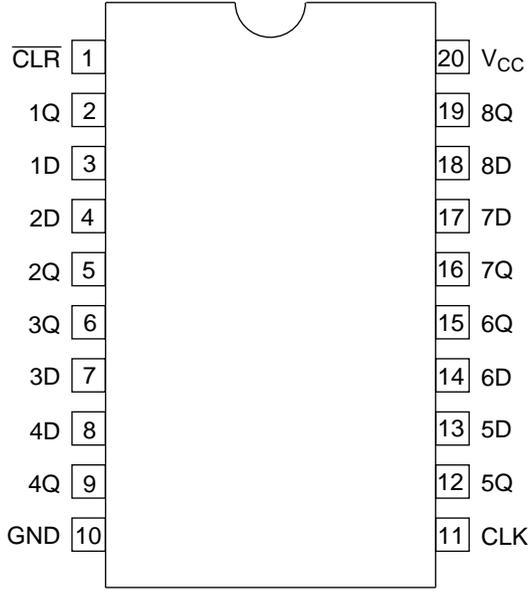 C̅L̅R̅ 1 20 VCC
1Q 2 19 8Q
1D 3 18 8D
2D 4 17 7D
2Q 5 16 7Q
3Q 6 15 6Q
3D 7 14 6D
4D 8 13 5D
4Q 9 12 5Q
GND 10 11 CLK